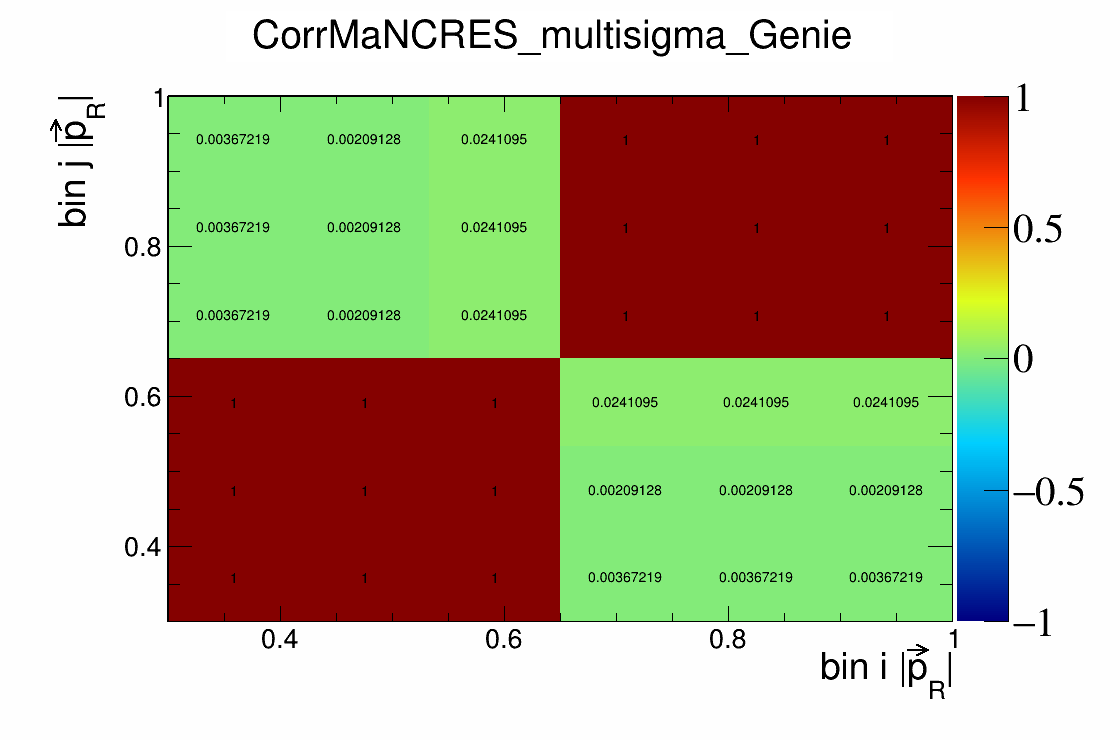 CorrMaNCRES_multisigma_Genie
bin j |p⃗_R|
1
0.8
0.6
0.4
0.00367219 0.00209128 0.0241095 1 1 1
0.00367219 0.00209128 0.0241095 1 1 1
0.00367219 0.00209128 0.0241095 1 1 1
1 1 1 0.0241095 0.0241095 0.0241095
1 1 1 0.00209128 0.00209128 0.00209128
1 1 1 0.00367219 0.00367219 0.00367219
0.4 0.6 0.8 1
bin i |p⃗_R|
1
0.5
0
−0.5
−1